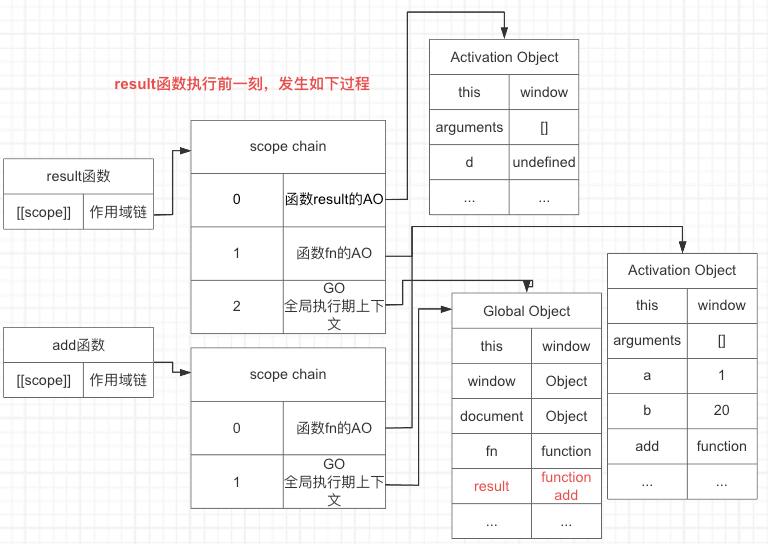 result函数执行前一刻，发生如下过程
result函数
[[scope]] 作用域链
scope chain
0 函数result的AO
1 函数fn的AO
2 GO
全局执行期上下
文
Activation Object
this window
arguments []
d undefined
... ...
add函数
[[scope]] 作用域链
scope chain
0 函数fn的AO
1 GO
全局执行期上下
文
Global Object
this window
window Object
document Object
fn function
result function
add
... ...
Activation Object
this window
arguments []
a 1
b 20
add function
... ...